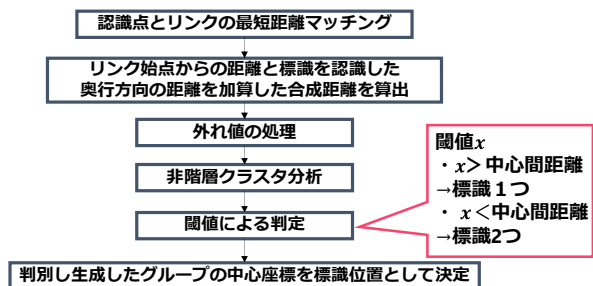 認識点とリンクの最短距離マッチング
リンク始点からの距離と標識を認識した
奥行方向の距離を加算した合成距離を算出
外れ値の処理
非階層クラスタ分析
閾値による判定
判別し生成したグループの中心座標を標識位置として決定
閾値x
・x>中心間距離
→標識１つ
・ x＜中心間距離
→標識2つ